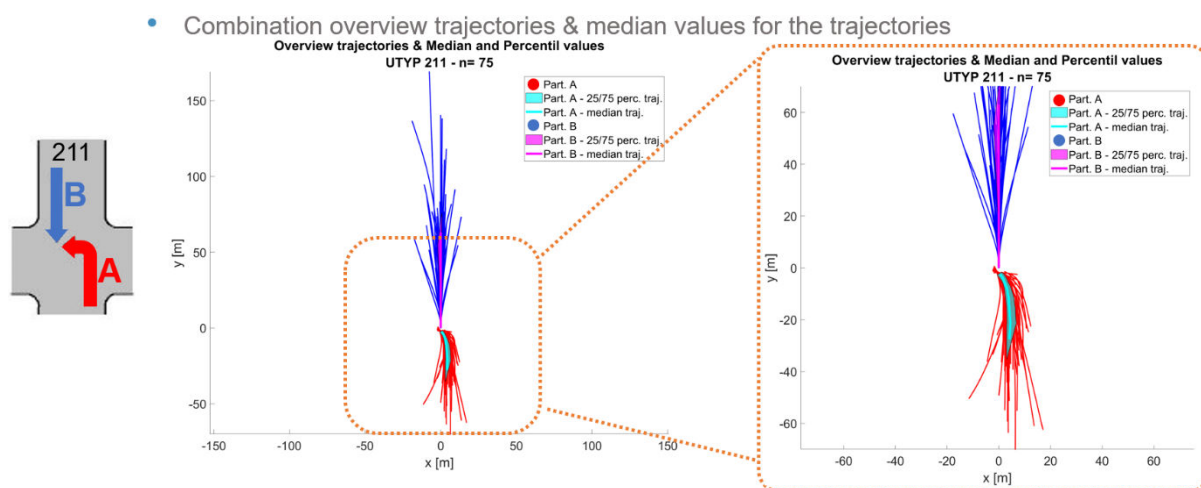 • Combination overview trajectories & median values for the trajectories
Overview trajectories & Median and Percentil values
UTYP 211 - n= 75
Part. A
Part. A - 25/75 perc. traj.
Part. A - median traj.
Part. B
Part. B - 25/75 perc. traj.
Part. B - median traj.
150
100
50
0
-50
y [m]
-150
-100
-50
0
50
100
150
x [m]
211
B
A
Overview trajectories & Median and Percentil values
UTYP 211 - n= 75
Part. A
Part. A - 25/75 perc. traj.
Part. A - median traj.
Part. B
Part. B - 25/75 perc. traj.
Part. B - median traj.
60
40
20
0
-20
-40
-60
y [m]
-60
-40
-20
0
20
40
60
x [m]